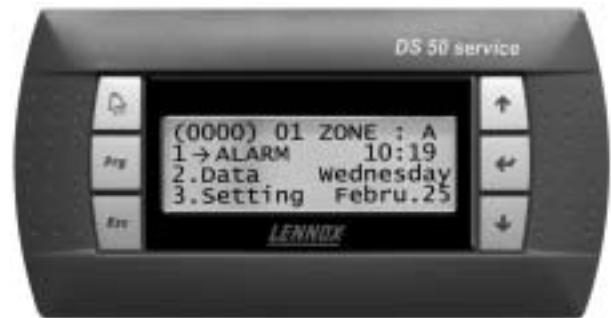 DS 50 service
(0000) 01 ZONE : A
1→ALARM 10:19
2.Data Wednesday
3.Setting Febru.25
Prg
Esc
LENNOX